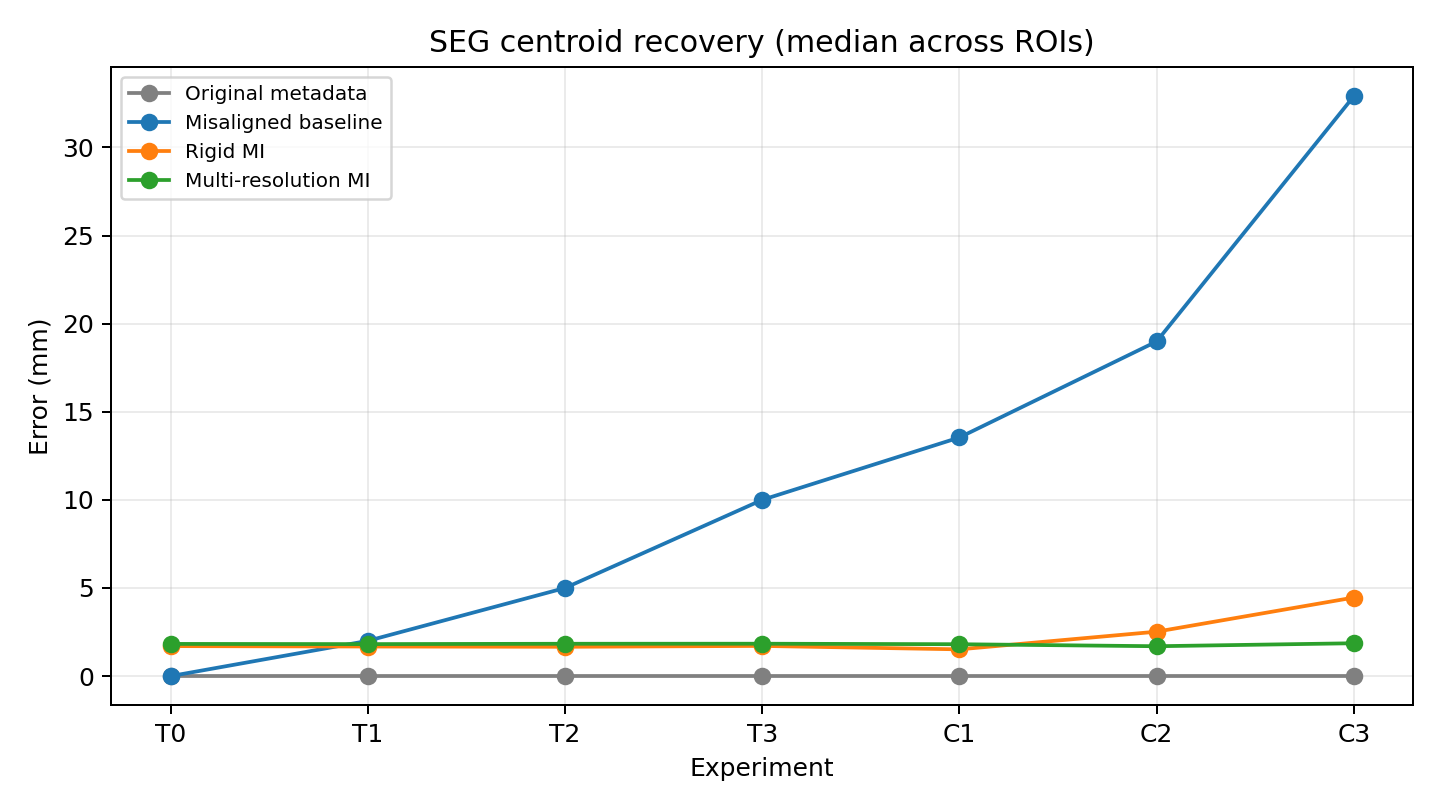 SEG centroid recovery (median across ROIs)
Original metadata
Misaligned baseline
Rigid MI
Multi-resolution MI
Error (mm)
30
25
20
15
10
5
0
T0 T1 T2 T3 C1 C2 C3
Experiment